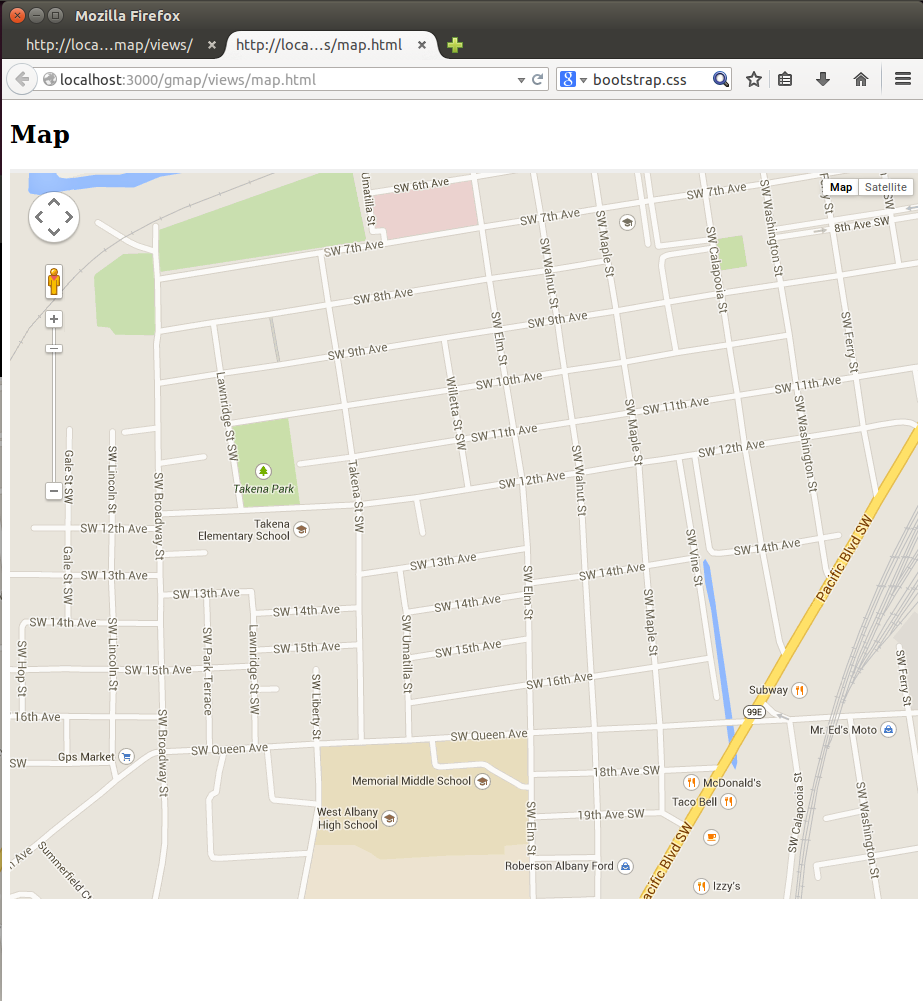 Mozilla Firefox
http://loca...map/views/
http://loca...s/map.html
localhost:3000/gmap/views/map.html
8
bootstrap.css
Map
Map
Satellite
Umatilla St
SW 6th Ave
SW 7th Ave
SW 7th Ave
SW 7th Ave
8th Ave SW
SW Maple St
SW Walnut St
SW Calapooia St
SW Washington St
SW 8th Ave
SW 9th Ave
SW 9th Ave
SW Elm St
SW Ferry St
SW 10th Ave
SW 11th Ave
SW 11th Ave
SW 11th Ave
Lawnridge St SW
Willetta St SW
SW Maple St
SW Washington St
SW 12th Ave
SW 12th Ave
Gale St SW
SW Lincoln St
SW Broadway St
Takena Park
Takena St SW
SW Walnut St
SW 12th Ave
Takena
Elementary School
SW Vine St
SW 14th Ave
Pacific Blvd SW
Gale St SW
SW 13th Ave
SW 13th Ave
SW 13th Ave
SW 14th Ave
SW Elm St
SW Maple St
SW 14th Ave
SW 14th Ave
SW 14th Ave
SW Hop St
SW Lincoln St
SW Park Terrace
Lawnridge St SW
SW Umatilla St
SW 15th Ave
SW 15th Ave
SW 15th Ave
SW Liberty St
SW 16th Ave
Subway
SW Ferry St
16th Ave
SW Broadway St
99E
SW Queen Ave
SW Queen Ave
Mr. Ed's Moto
Gps Market
SW
18th Ave SW
Memorial Middle School
McDonald's
Taco Bell
West Albany
High School
SW Elm St
19th Ave SW
SW Calapooia St
SW Washington St
Summerfield Ct
h Ave
Roberson Albany Ford
acific Blvd SW
Izzy's